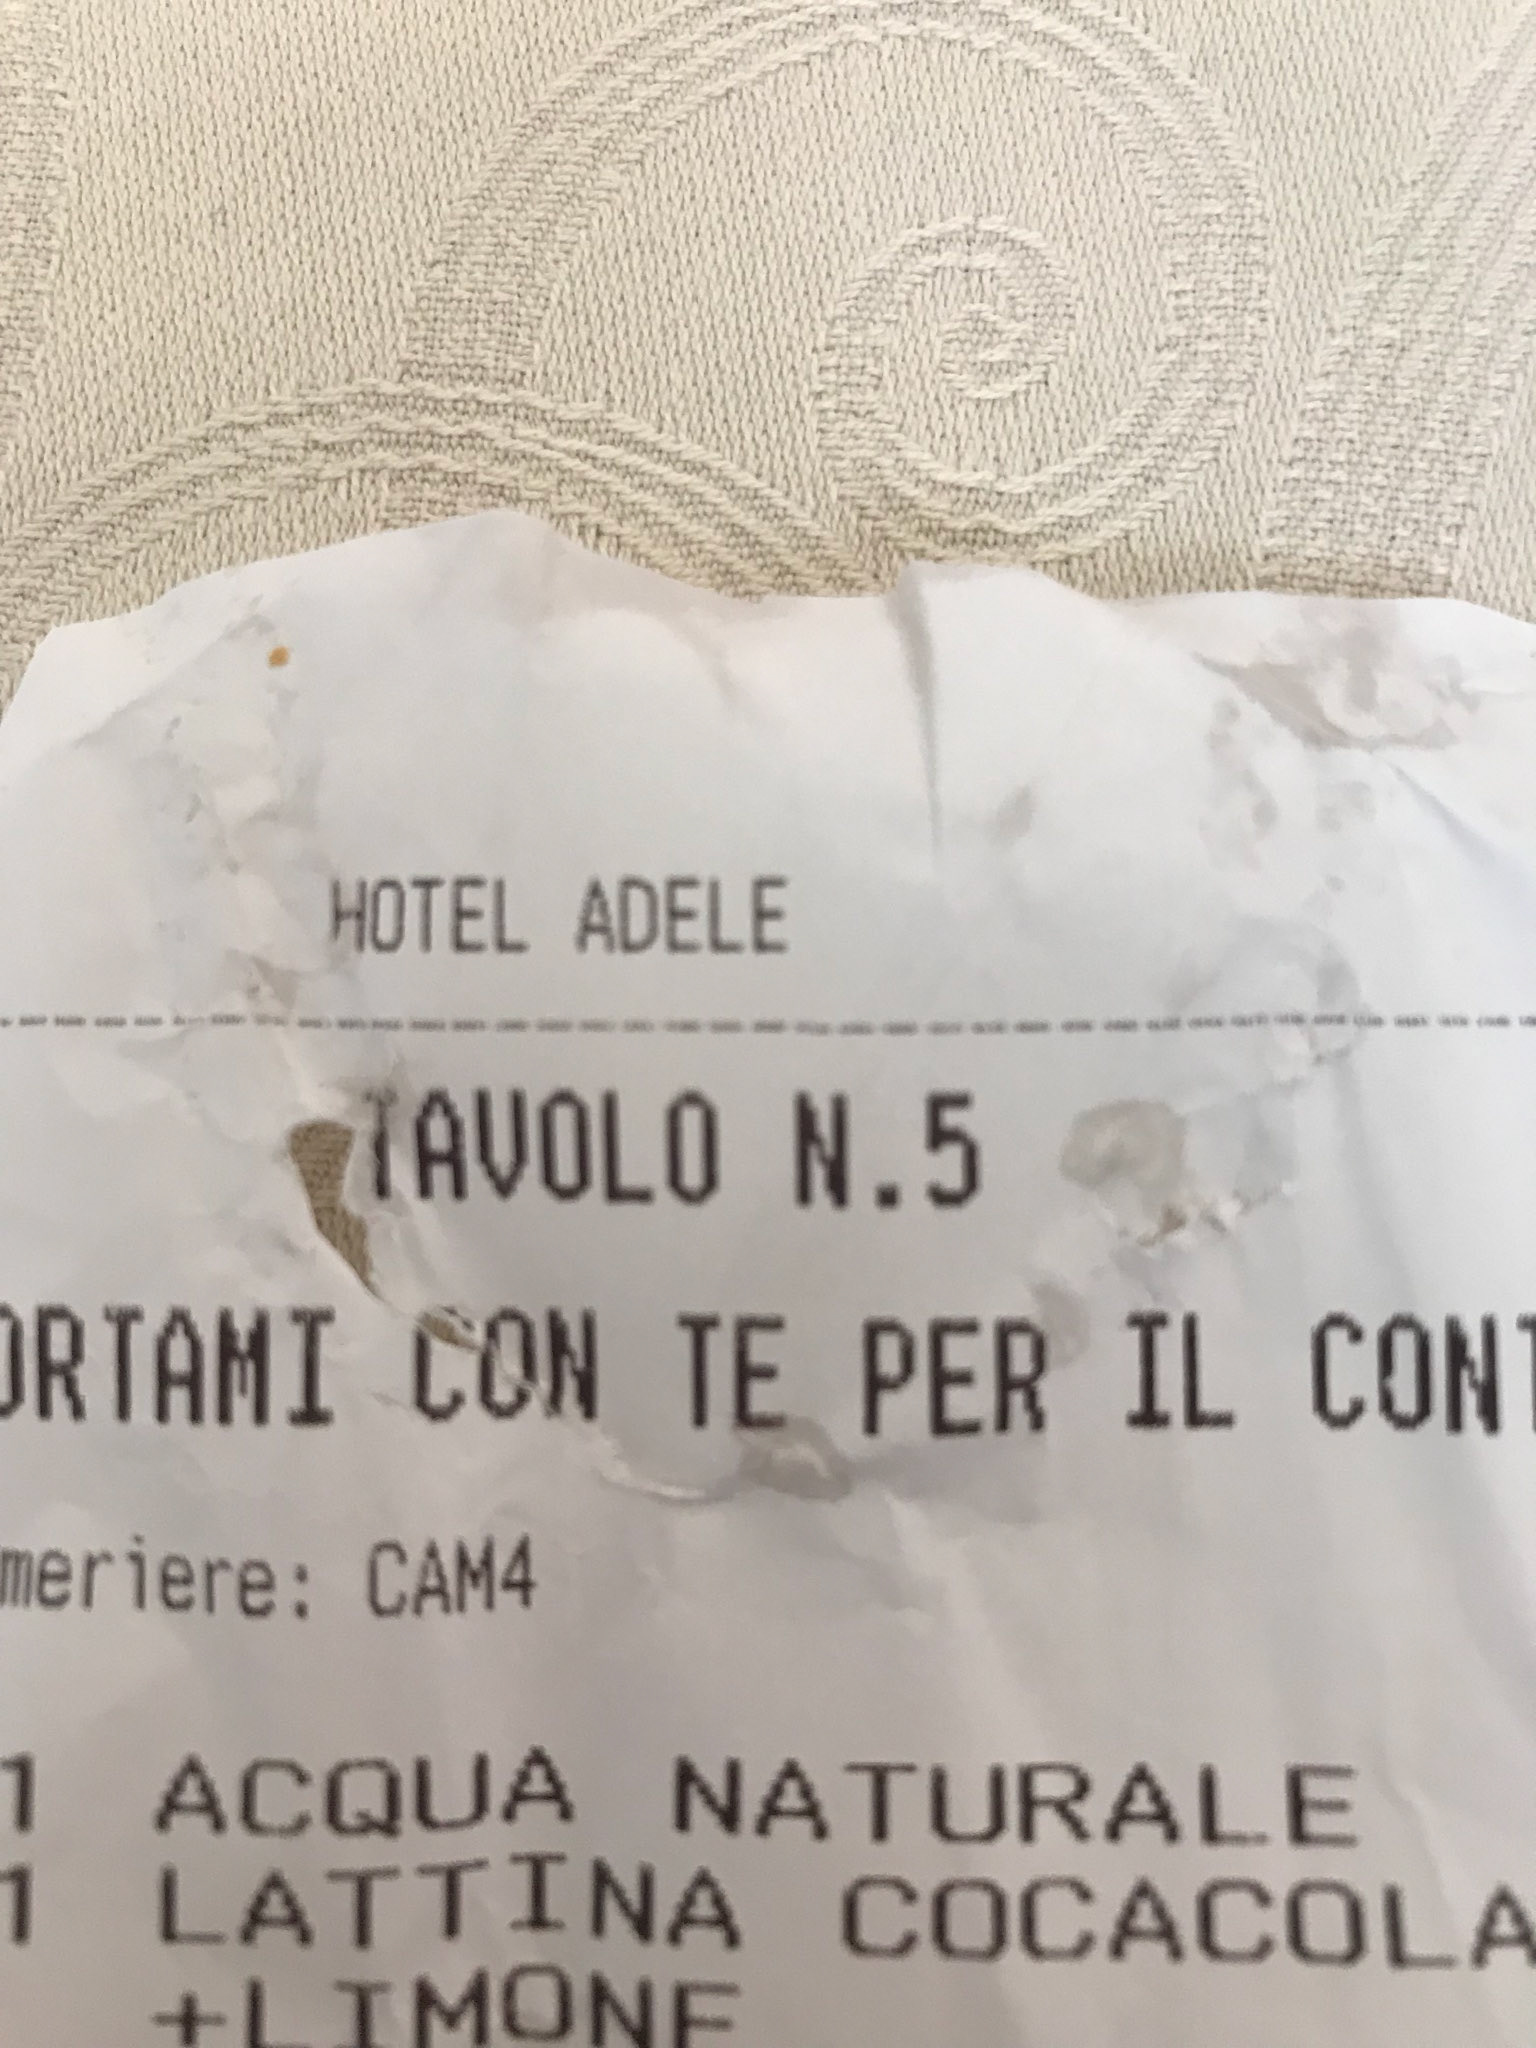 HOTEL ADELE
TAVOLO N.5
ORTAMI CON TE PER IL CONT
meriere: CAM4
1 ACQUA NATURALE
1 LATTINA COCACOLA
+LIMONE